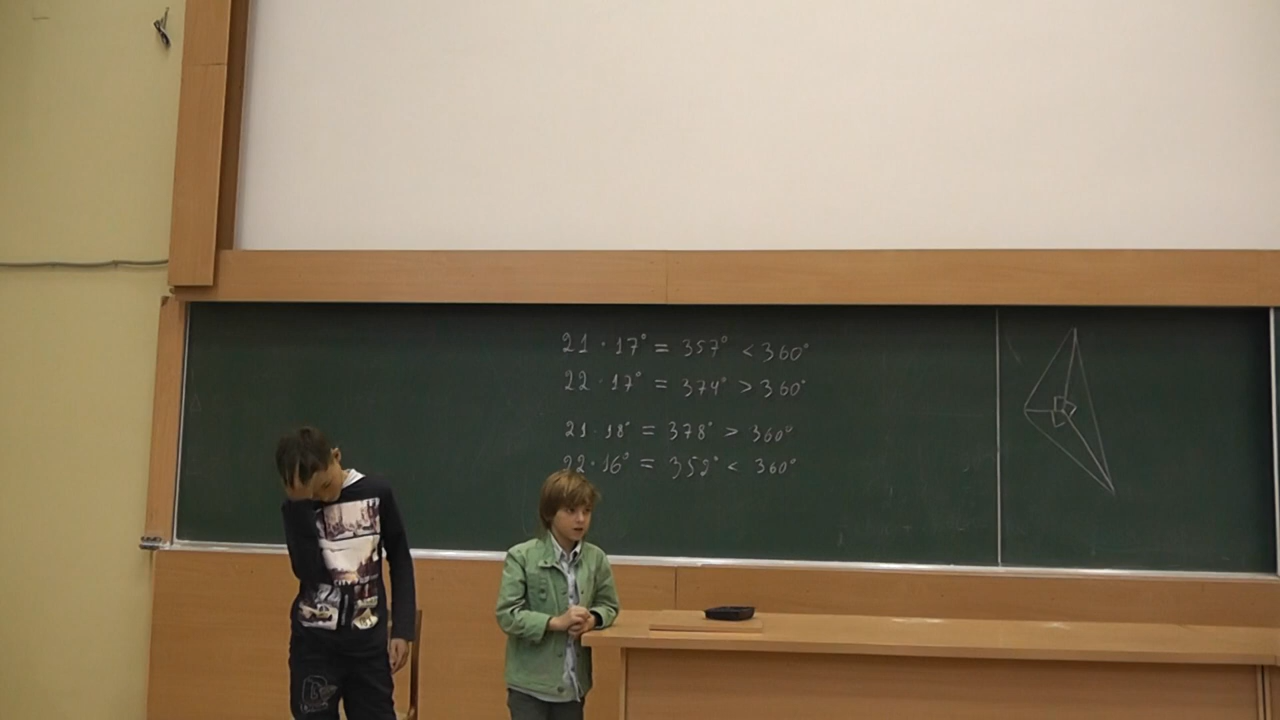 21 · 17° = 357° < 360°
22 · 17° = 374° > 360°
21 · 18° = 378° > 360°
22 · 16° = 352° < 360°